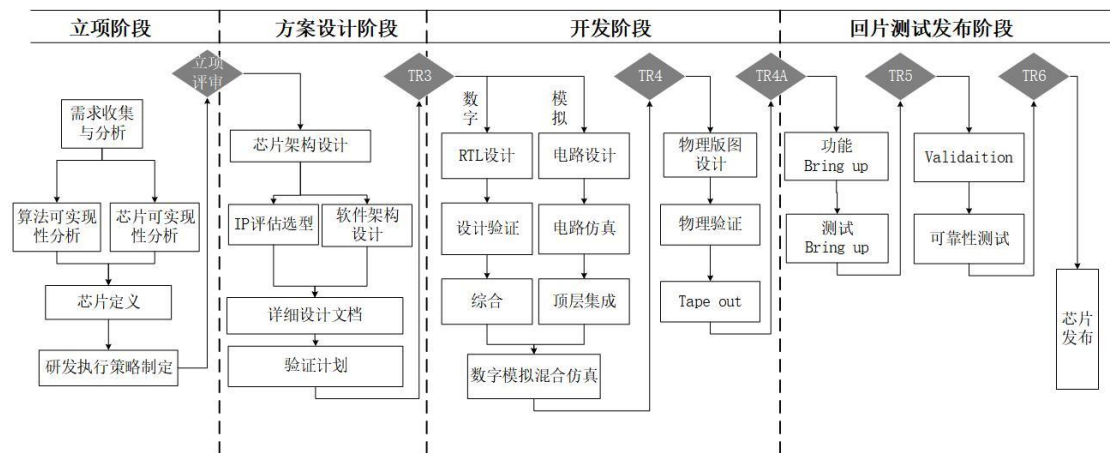 立项阶段
方案设计阶段
开发阶段
回片测试发布阶段
立项
评审
需求收集
与分析
算法可实现
性分析
芯片可实现
性分析
芯片定义
研发执行策略制定
TR3
芯片架构设计
IP评估选型
软件架构
设计
详细设计文档
验证计划
数字
模拟
RTL设计
电路设计
设计验证
电路仿真
综合
顶层集成
数字模拟混合仿真
TR4
物理版图
设计
物理验证
Tape out
TR4A
功能
Bring up
测试
Bring up
TR5
Validaition
可靠性测试
TR6
芯片
发布